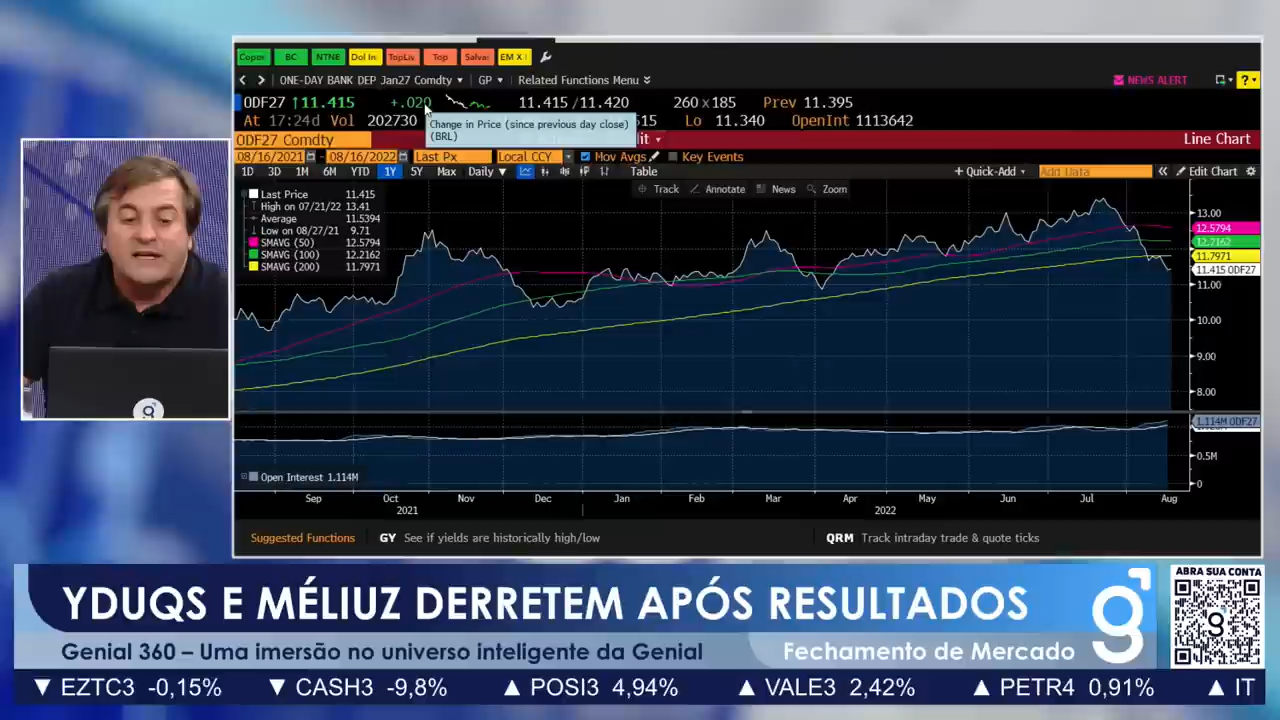 Copor BC NTNE Dol In TopLiv Top Salvar EM X
ONE-DAY BANK DEP Jan27 Comdty GP Related Functions Menu NEWS ALERT
ODF27 ↑11.415 +.020 11.415/11.420 260x185 Prev 11.395
At 17:24d Vol 202730 515 Lo 11.340 OpenInt 1113642
Change in Price (since previous day close)
(BRL)
ODF27 Comdty Line Chart
08/16/2021 - 08/16/2022 Last Px Local CCY Mov Avgs Key Events
1D 3D 1M 6M YTD 1Y 5Y Max Daily ▼ Table + Quick-Add Add Data « Edit Chart
Track Annotate News Zoom
Last Price 11.415
High on 07/21/22 13.41
Average 11.5394
Low on 08/27/21 9.71
SMAVG (50) 12.5794
SMAVG (100) 12.2162
SMAVG (200) 11.7971
13.00
12.5794
12.2162
11.7971
11.415 ODF27
11.00
10.00
9.00
8.00
1.114M ODF27
0.5M
0
Open Interest 1.114M
Sep Oct Nov Dec Jan Feb Mar Apr May Jun Jul Aug
2021 2022
Suggested Functions GY See if yields are historically high/low QRM Track intraday trade & quote ticks
YDUQS E MÉLIUZ DERRETEM APÓS RESULTADOS
ABRA SUA CONTA
Genial 360 – Uma imersão no universo inteligente da Genial Fechamento de Mercado
▼ EZTC3 -0,15% ▼ CASH3 -9,8% ▲ POSI3 4,94% ▲ VALE3 2,42% ▲ PETR4 0,91% ▲ IT